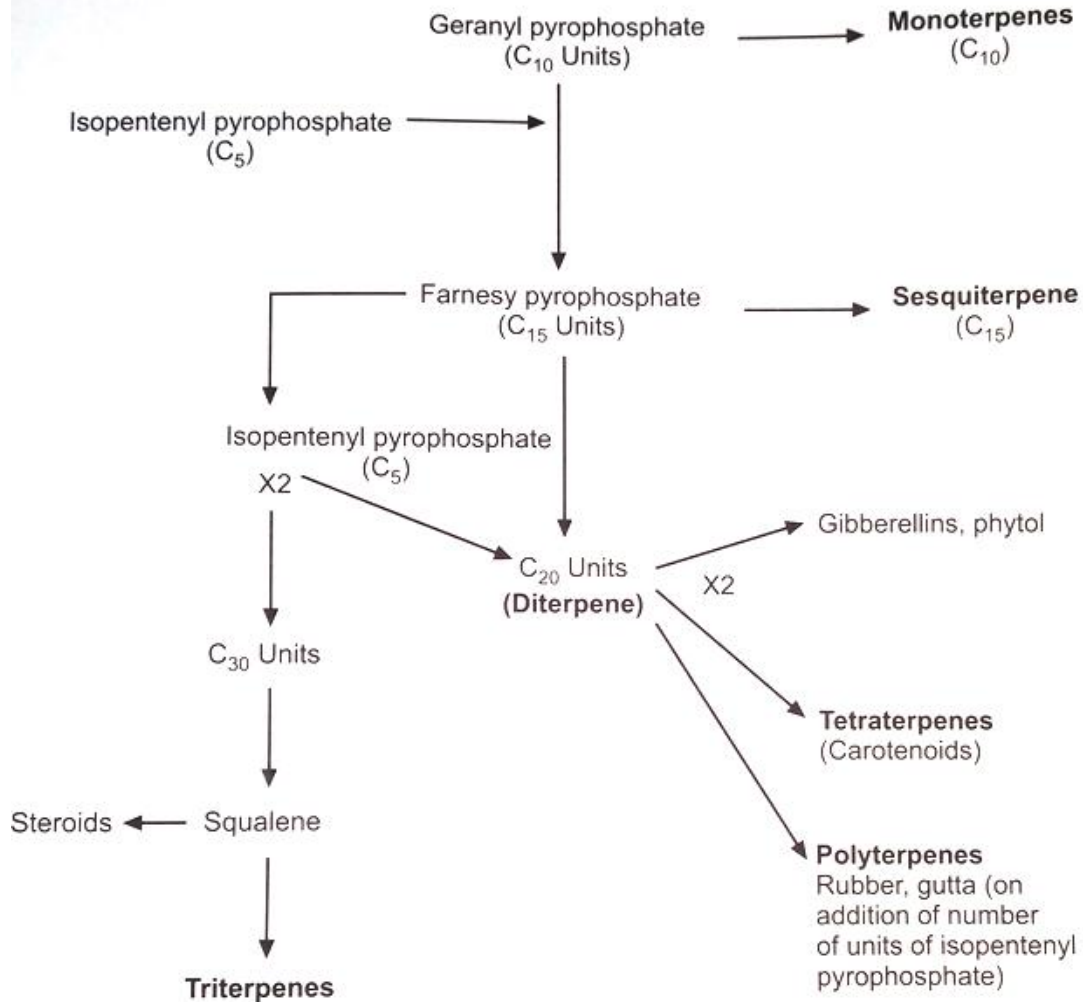 Geranyl pyrophosphate
(C₁₀ Units)
Monoterpenes
(C₁₀)
Isopentenyl pyrophosphate
(C₅)
Farnesy pyrophosphate
(C₁₅ Units)
Sesquiterpene
(C₁₅)
Isopentenyl pyrophosphate
(C₅)
X2
C₂₀ Units
(Diterpene)
Gibberellins, phytol
X2
C₃₀ Units
Tetraterpenes
(Carotenoids)
Steroids
Squalene
Polyterpenes
Rubber, gutta (on
addition of number
of units of isopentenyl
pyrophosphate)
Triterpenes